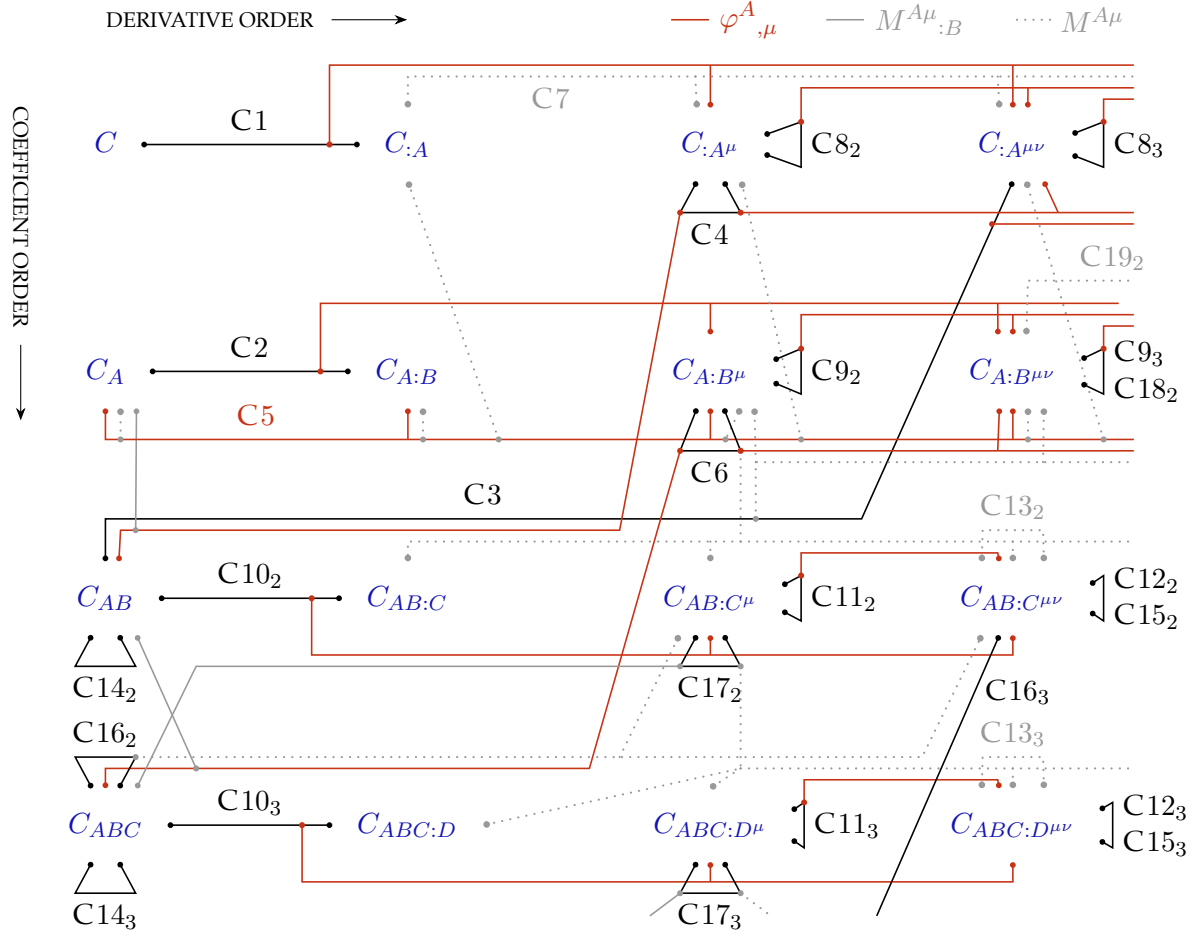 DERIVATIVE ORDER
φ^A_{,μ} M^{Aμ}_{:B} M^{Aμ}
COEFFICIENT ORDER
C7
C1
C C_{:A} C_{:A^μ} C8_2 C_{:A^{μν}} C8_3
C4
C19_2
C2
C_A C_{A:B} C_{A:B^μ} C9_2 C_{A:B^{μν}} C9_3
C18_2
C5
C6
C3
C13_2
C10_2
C_{AB} C_{AB:C} C_{AB:C^μ} C11_2 C_{AB:C^{μν}} C12_2
C15_2
C14_2 C17_2 C16_3
C16_2 C13_3
C10_3
C_{ABC} C_{ABC:D} C_{ABC:D^μ} C11_3 C_{ABC:D^{μν}} C12_3
C15_3
C14_3 C17_3